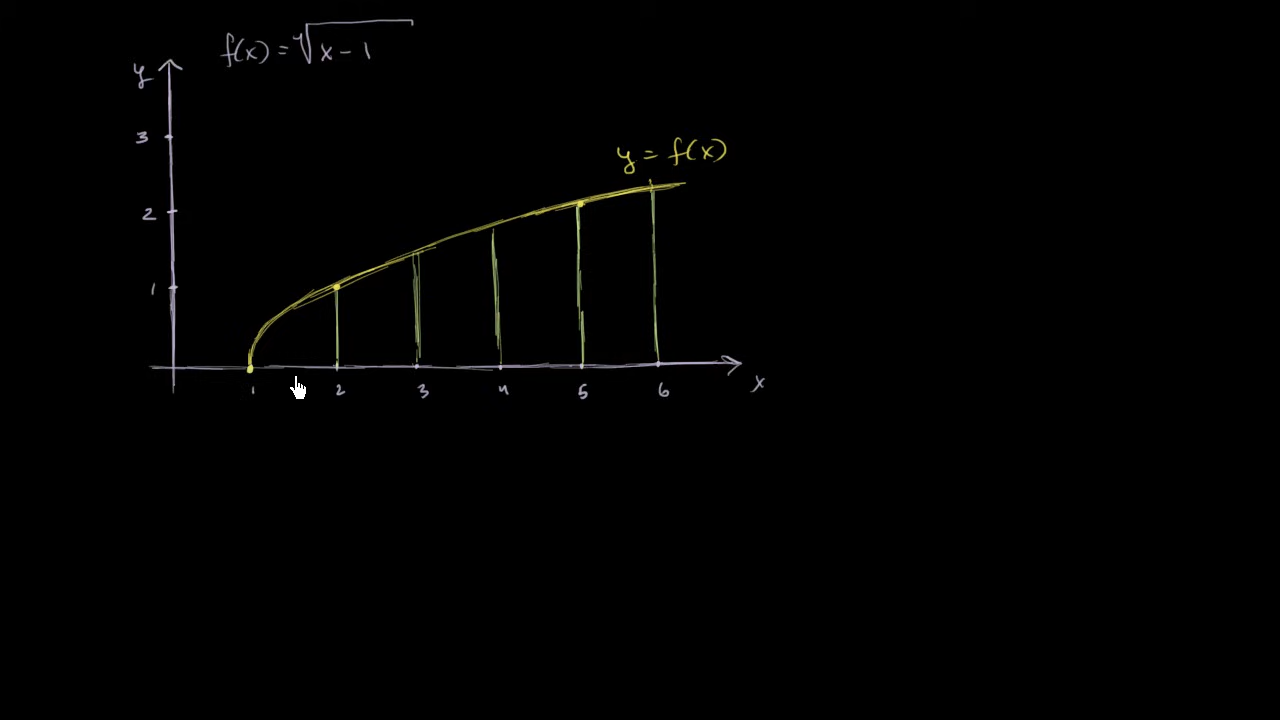 f(x) = √x - 1
y
3
y = f(x)
2
1
1 2 3 4 5 6
x